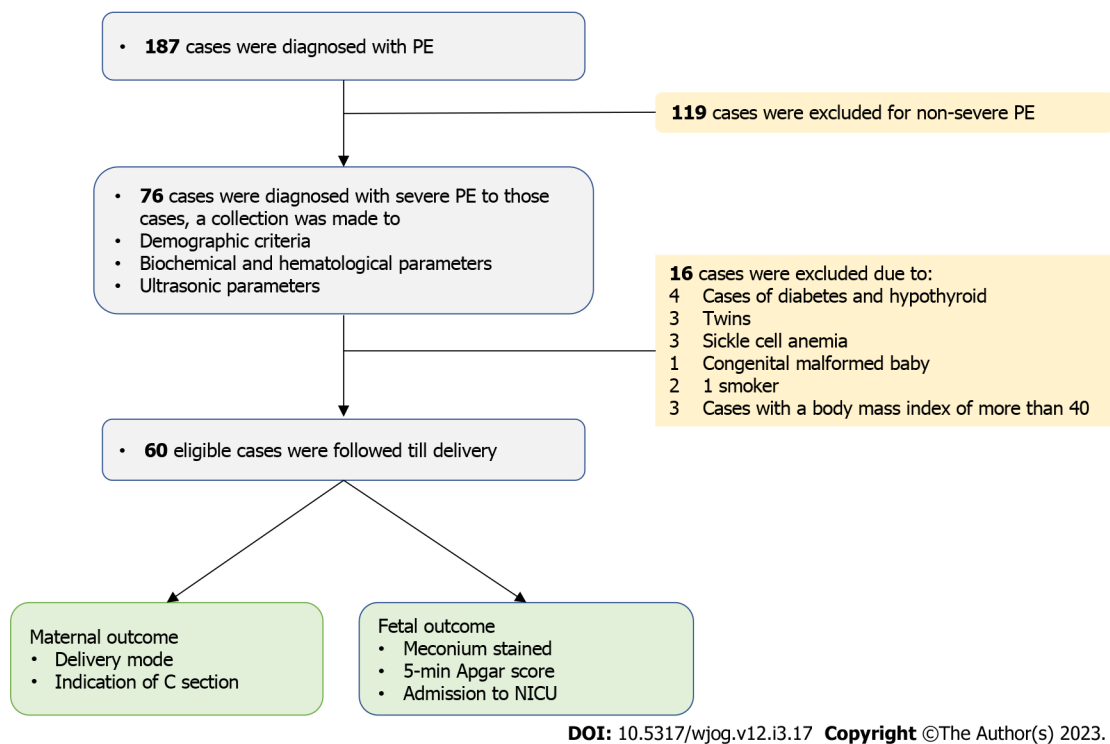 • 187 cases were diagnosed with PE
119 cases were excluded for non-severe PE
• 76 cases were diagnosed with severe PE to those
cases, a collection was made to
• Demographic criteria
• Biochemical and hematological parameters
• Ultrasonic parameters
16 cases were excluded due to:
4 Cases of diabetes and hypothyroid
3 Twins
3 Sickle cell anemia
1 Congenital malformed baby
2 1 smoker
3 Cases with a body mass index of more than 40
• 60 eligible cases were followed till delivery
Maternal outcome
• Delivery mode
• Indication of C section
Fetal outcome
• Meconium stained
• 5-min Apgar score
• Admission to NICU
DOI: 10.5317/wjog.v12.i3.17 Copyright ©The Author(s) 2023.